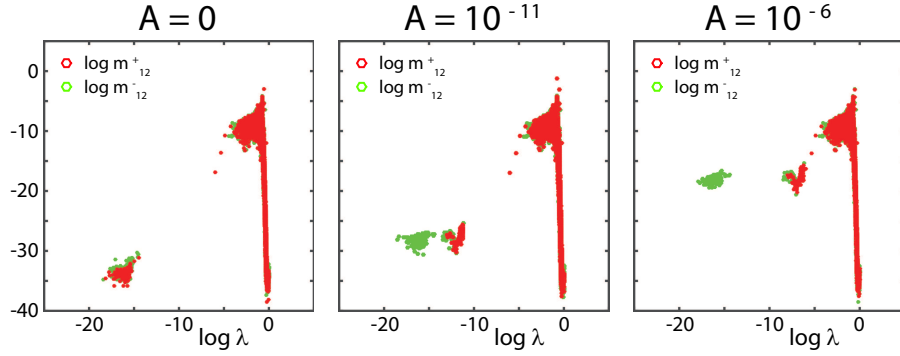 A = 0
A = 10⁻¹¹
A = 10⁻⁶
log m⁺₁₂
log m⁻₁₂
log m⁺₁₂
log m⁻₁₂
log m⁺₁₂
log m⁻₁₂
0
-10
-20
-30
-40
-20 -10 0
-20 -10 0
-20 -10 0
log λ
log λ
log λ